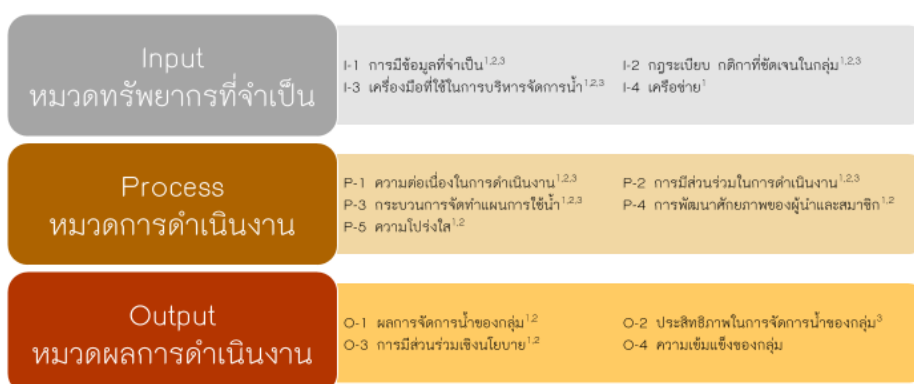 Input
หมวดทรัพยากรที่จำเป็น
I-1 การมีข้อมูลที่จำเป็น1,2,3
I-2 กฎระเบียบ กติกาที่ชัดเจนในกลุ่ม1,2,3
I-3 เครื่องมือที่ใช้ในการบริหารจัดการน้ำ1,2,3
I-4 เครือข่าย1
Process
หมวดการดำเนินงาน
P-1 ความต่อเนื่องในการดำเนินงาน1,2,3
P-2 การมีส่วนร่วมในการดำเนินงาน1,2,3
P-3 กระบวนการจัดทำแผนการใช้น้ำ1,2,3
P-4 การพัฒนาศักยภาพของผู้นำและสมาชิก1,2
P-5 ความโปร่งใส1,2
Output
หมวดผลการดำเนินงาน
O-1 ผลการจัดการน้ำของกลุ่ม1,2
O-2 ประสิทธิภาพในการจัดการน้ำของกลุ่ม3
O-3 การมีส่วนร่วมเชิงนโยบาย1,2
O-4 ความเข้มแข็งของกลุ่ม